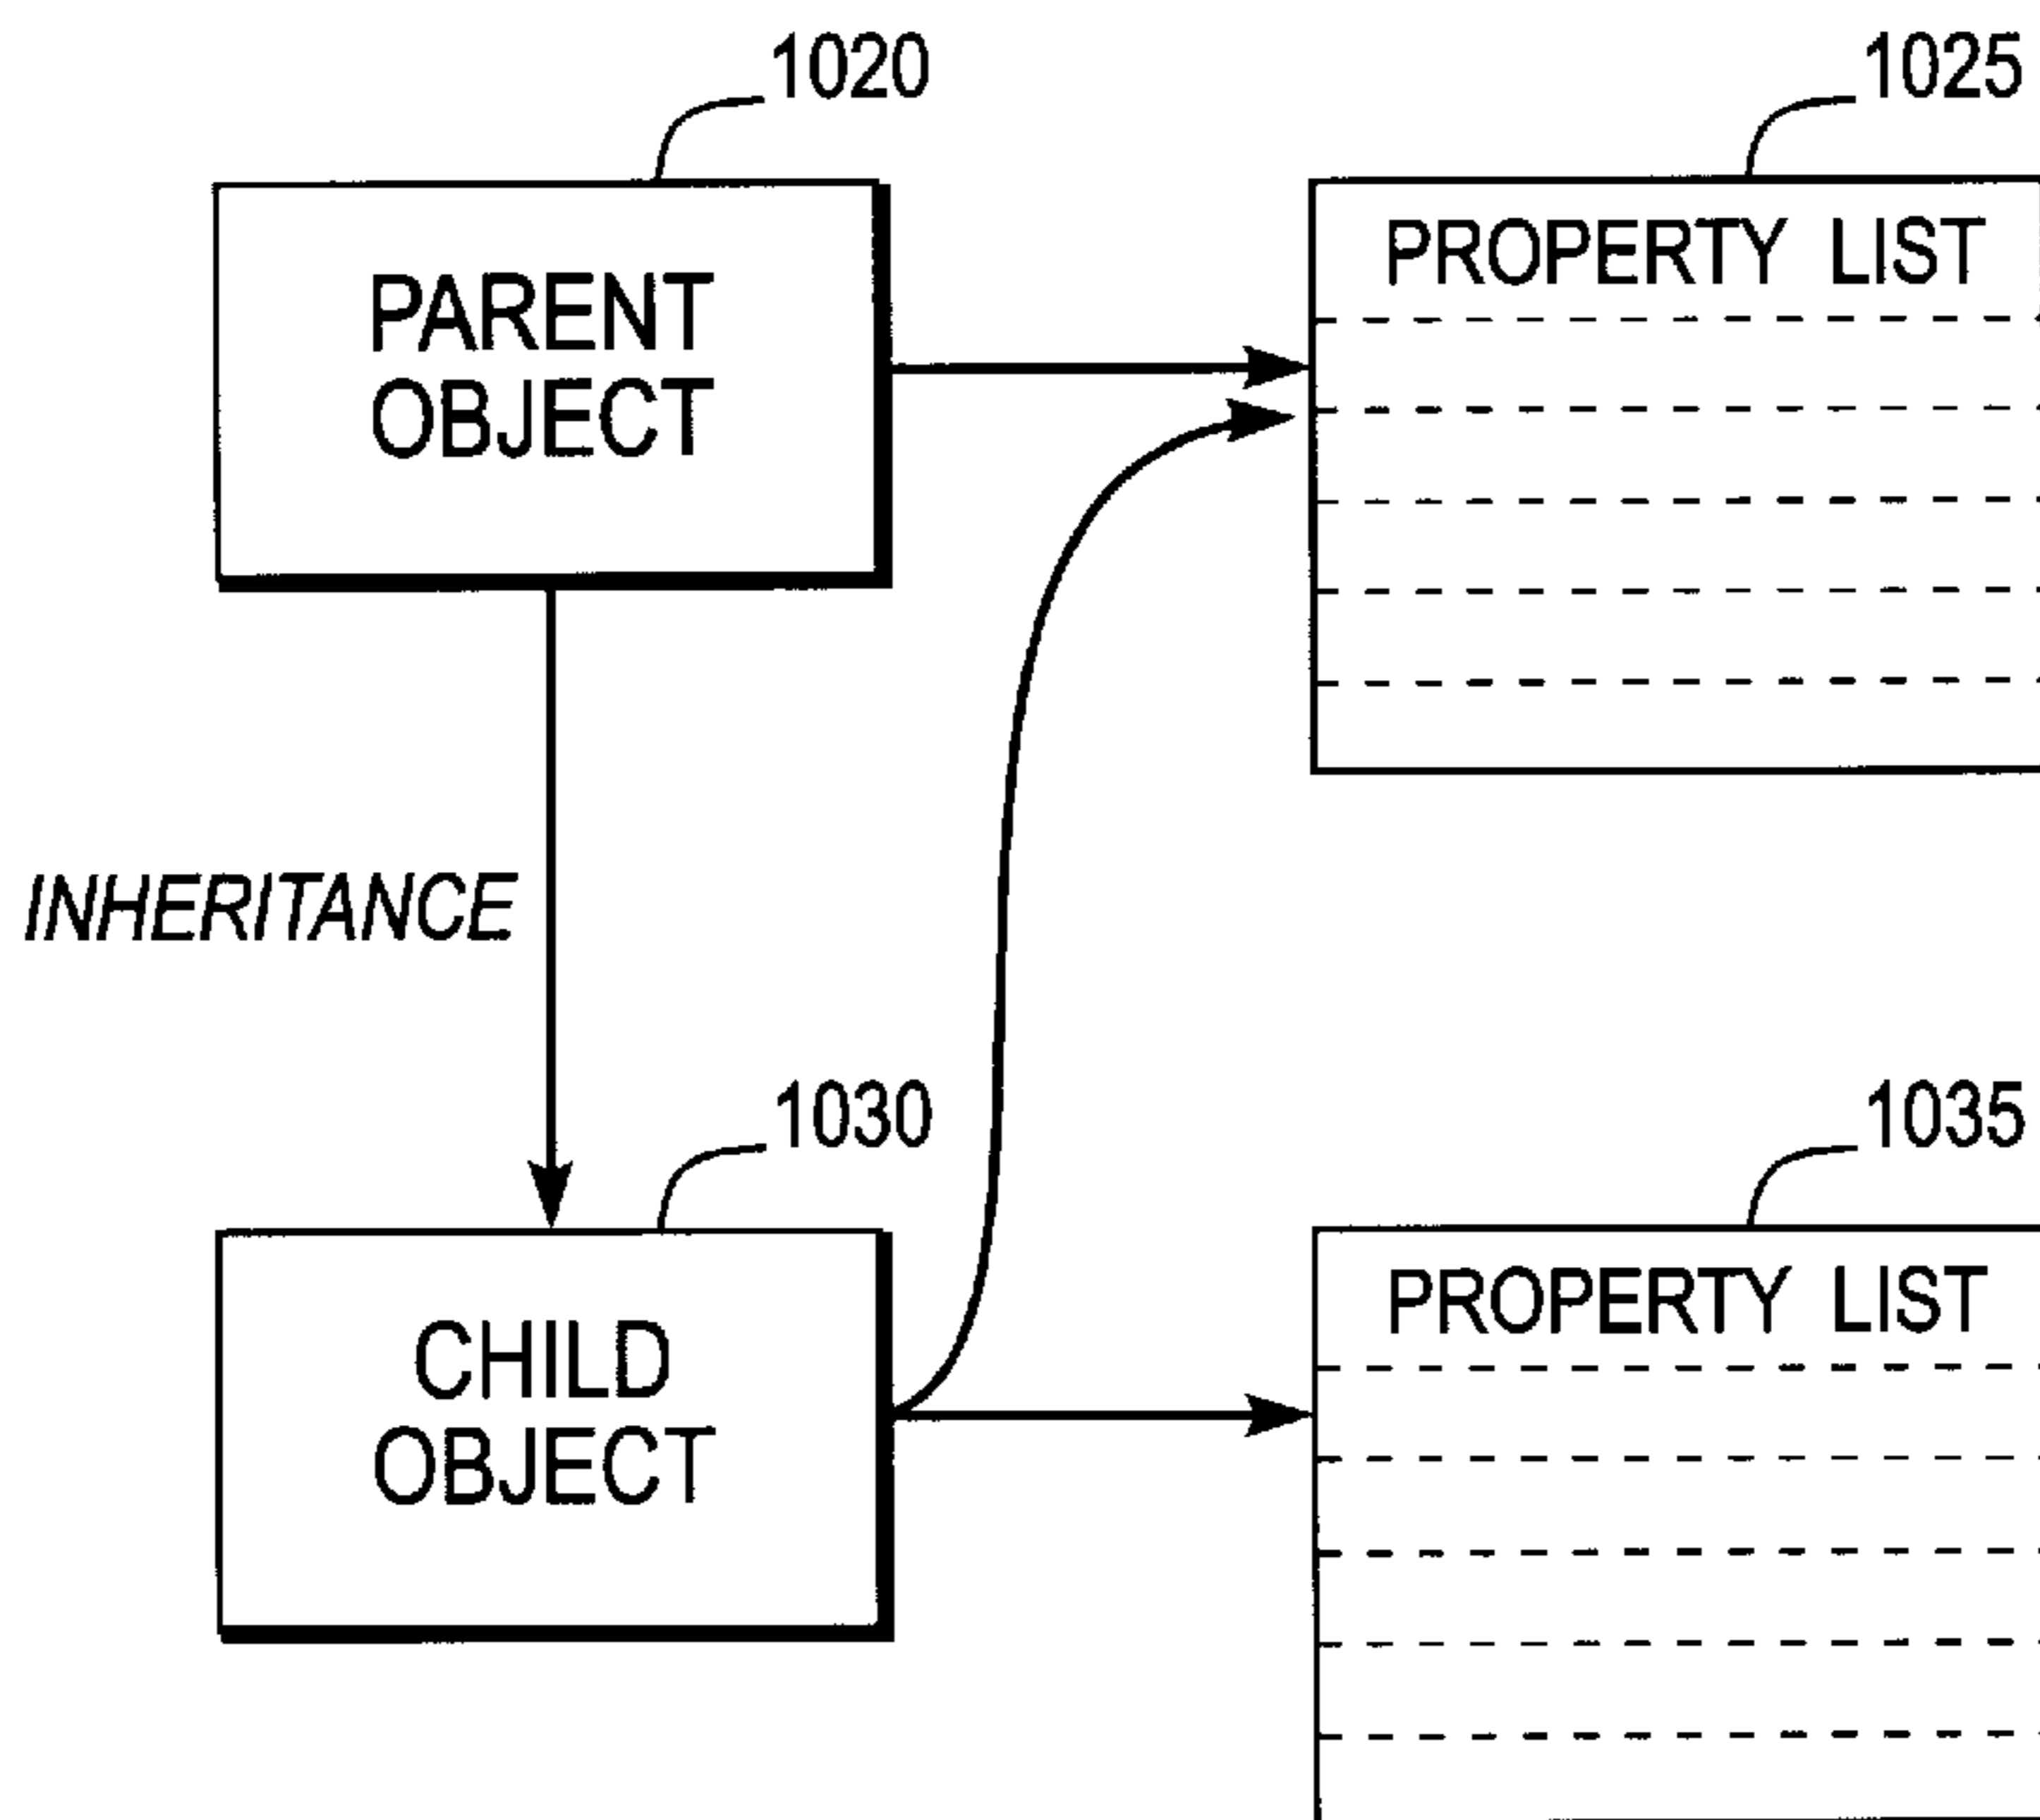 1020
1025
PARENT
OBJECT
PROPERTY LIST
INHERITANCE
1030
1035
CHILD
OBJECT
PROPERTY LIST